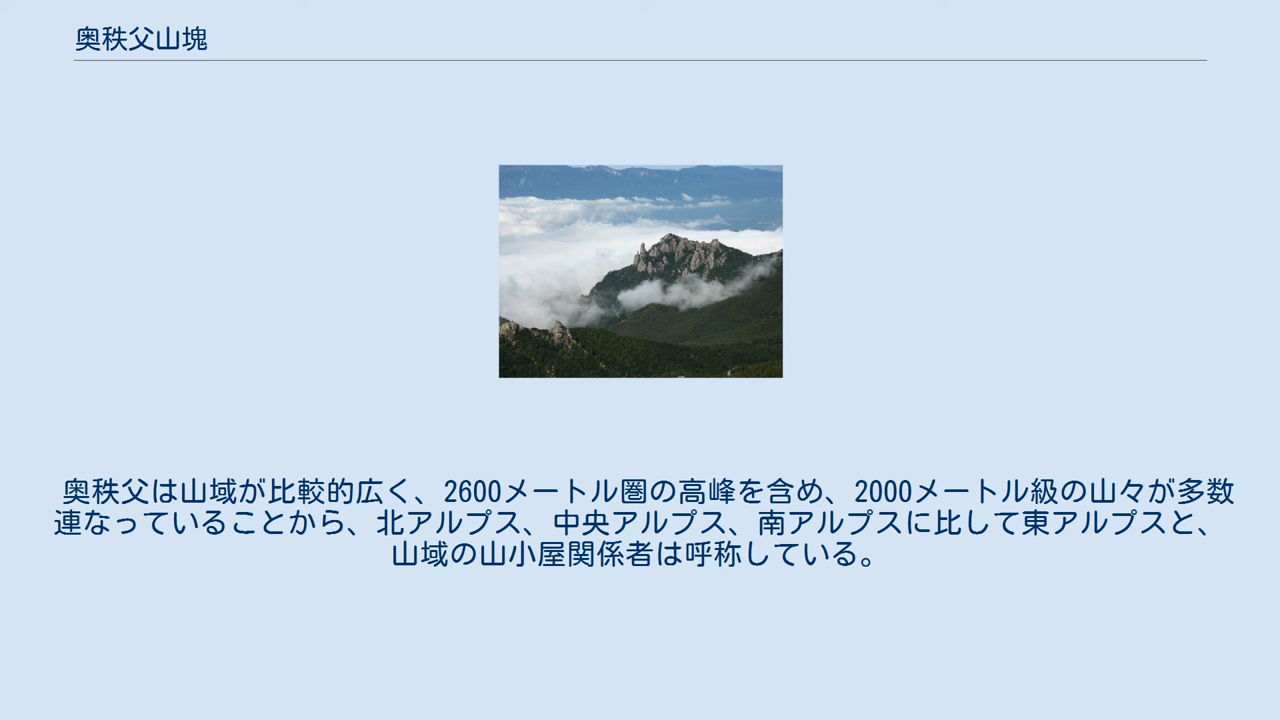 奥秩父山塊
奥秩父は山域が比較的広く、2600メートル圏の高峰を含め、2000メートル級の山々が多数
連なっていることから、北アルプス、中央アルプス、南アルプスに比して東アルプスと、
山域の山小屋関係者は呼称している。